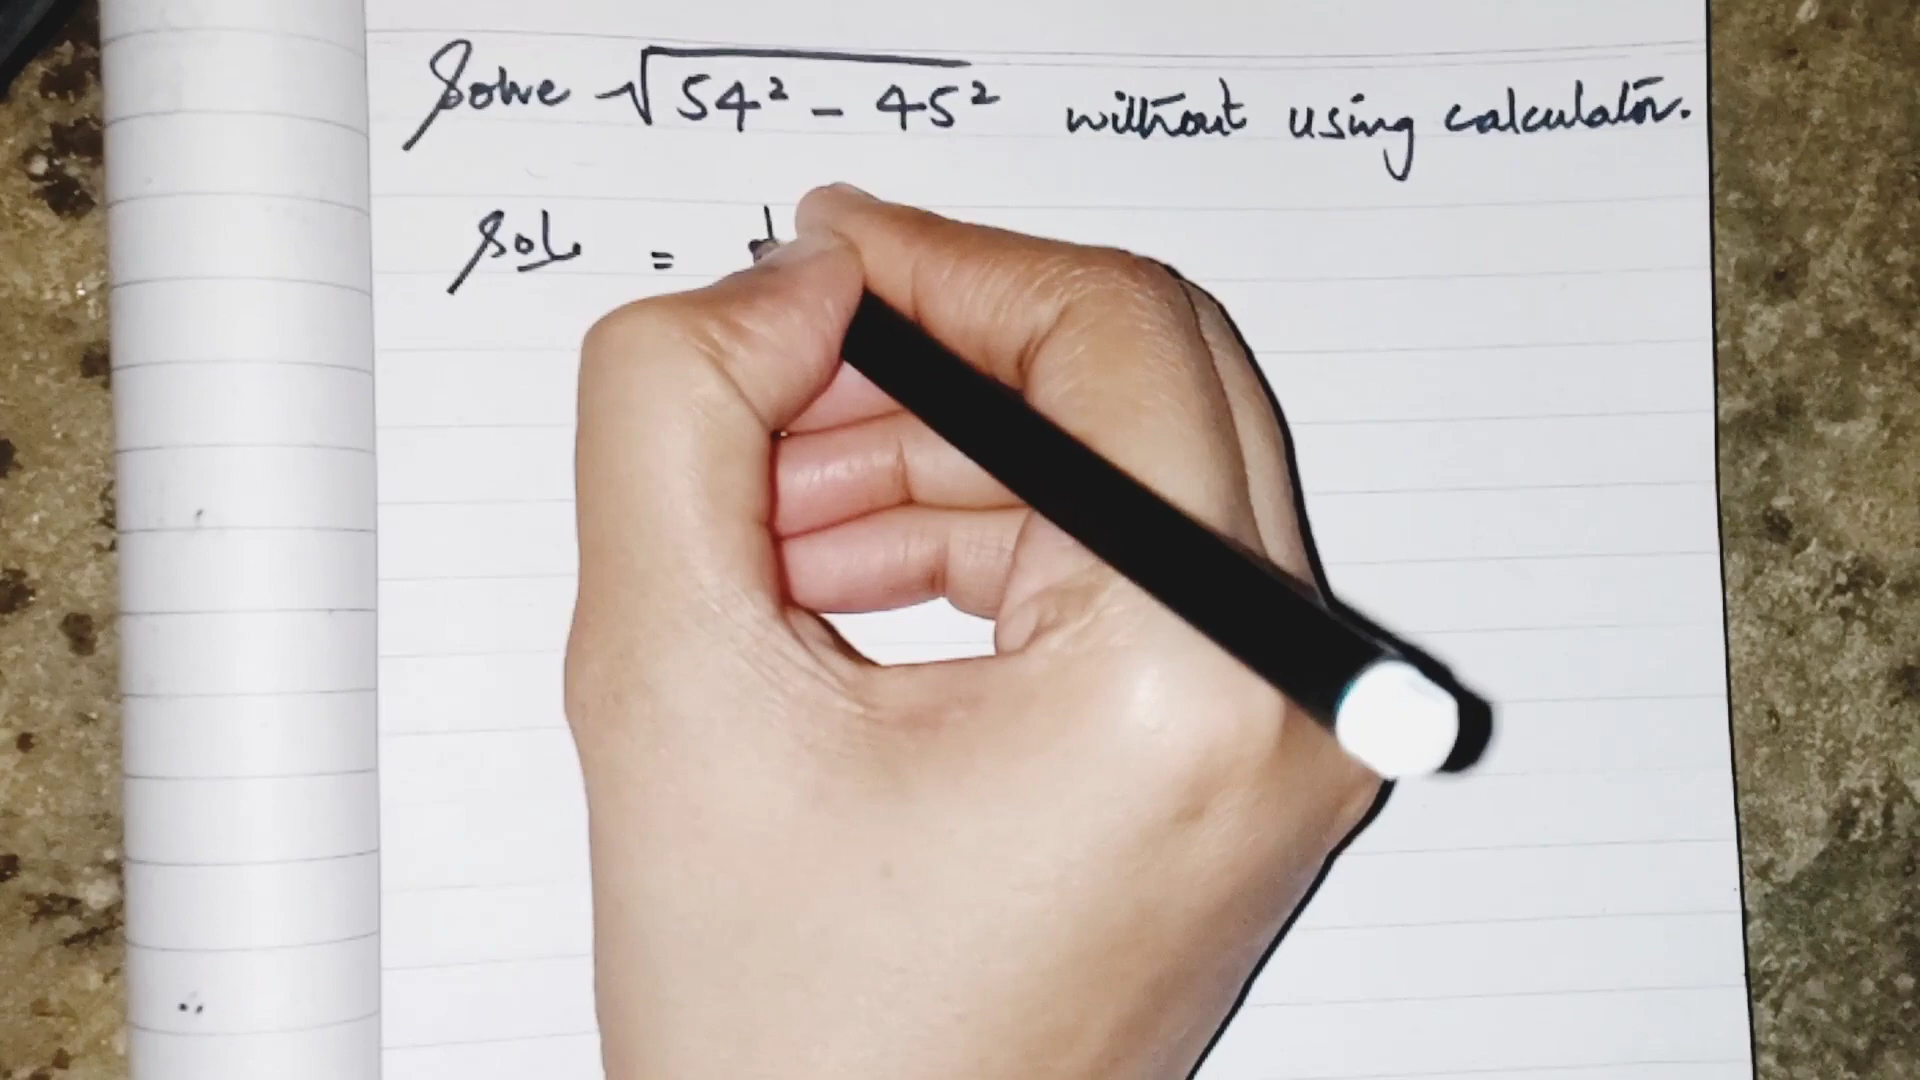 Solve √54² - 45² without using calculator.
Sol =